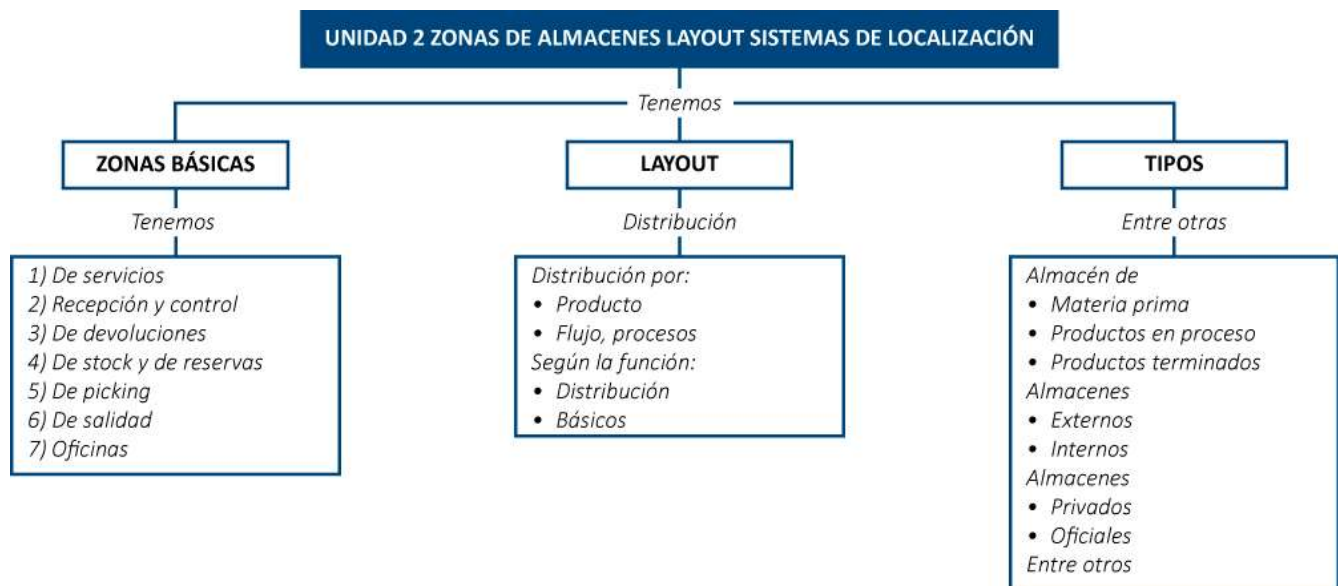 UNIDAD 2 ZONAS DE ALMACENES LAYOUT SISTEMAS DE LOCALIZACIÓN
Tenemos
ZONAS BÁSICAS
Tenemos
1) De servicios
2) Recepción y control
3) De devoluciones
4) De stock y de reservas
5) De picking
6) De salidad
7) Oficinas
LAYOUT
Distribución
Distribución por:
• Producto
• Flujo, procesos
Según la función:
• Distribución
• Básicos
TIPOS
Entre otras
Almacén de
• Materia prima
• Productos en proceso
• Productos terminados
Almacenes
• Externos
• Internos
Almacenes
• Privados
• Oficiales
Entre otros